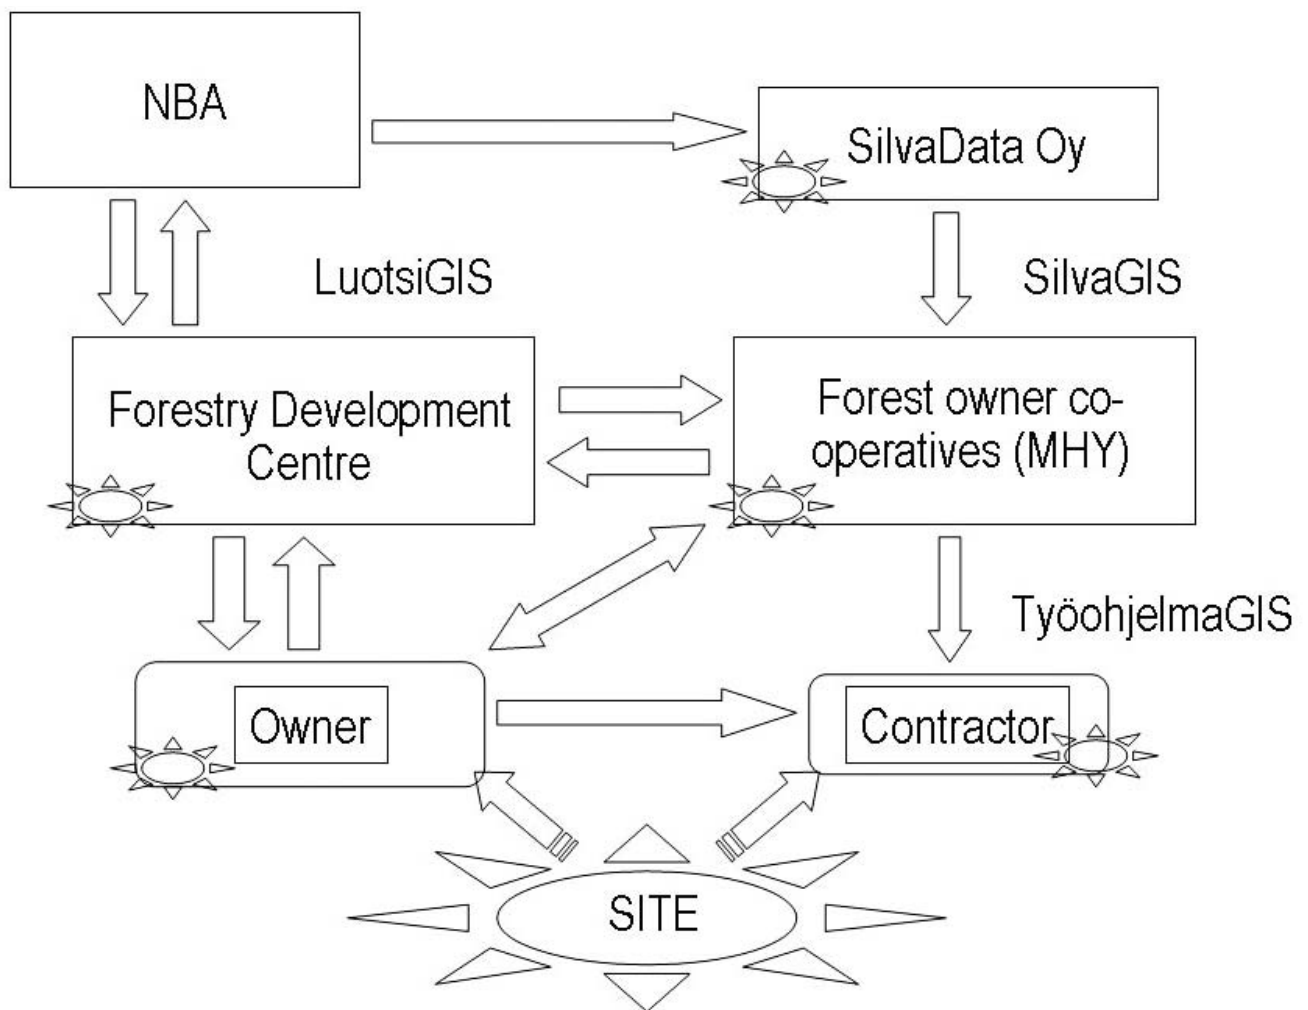 NBA
SilvaData Oy
LuotsiGIS
SilvaGIS
Forestry Development
Centre
Forest owner co-
operatives (MHY)
TyöohjelmaGIS
Owner
Contractor
SITE